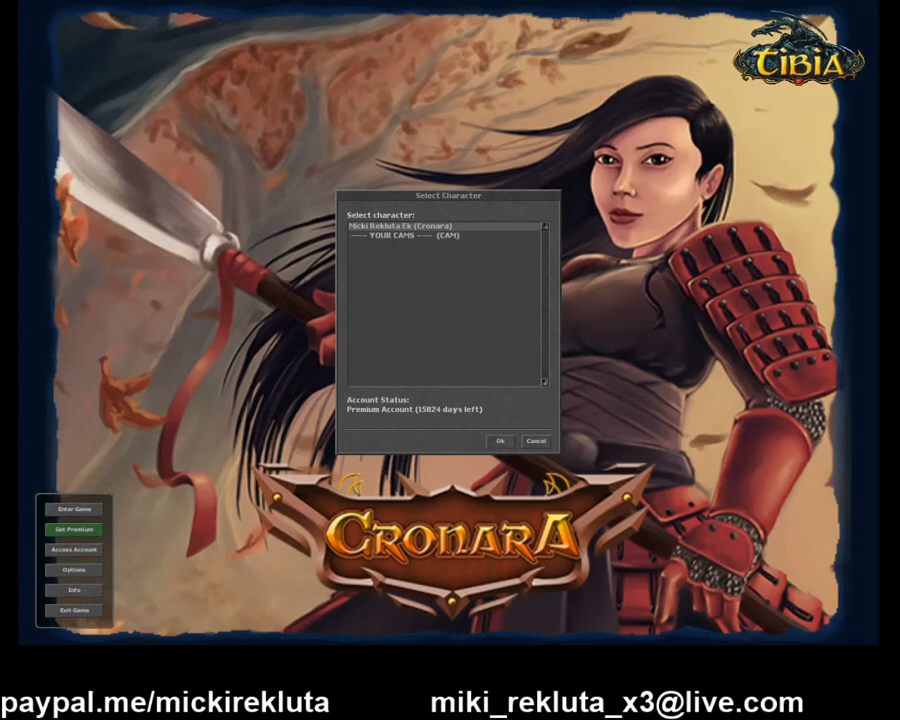 TIBIA
Select Character
Select character:
Micki Rekluta Ek (Cronara)
---- YOUR CAMS ---- (CAM)
Account Status:
Premium Account (15824 days left)
Ok Cancel
Enter Game
Get Premium
Access Account
Options
Info
Exit Game
CRONARA
paypal.me/mickirekluta miki_rekluta_x3@live.com